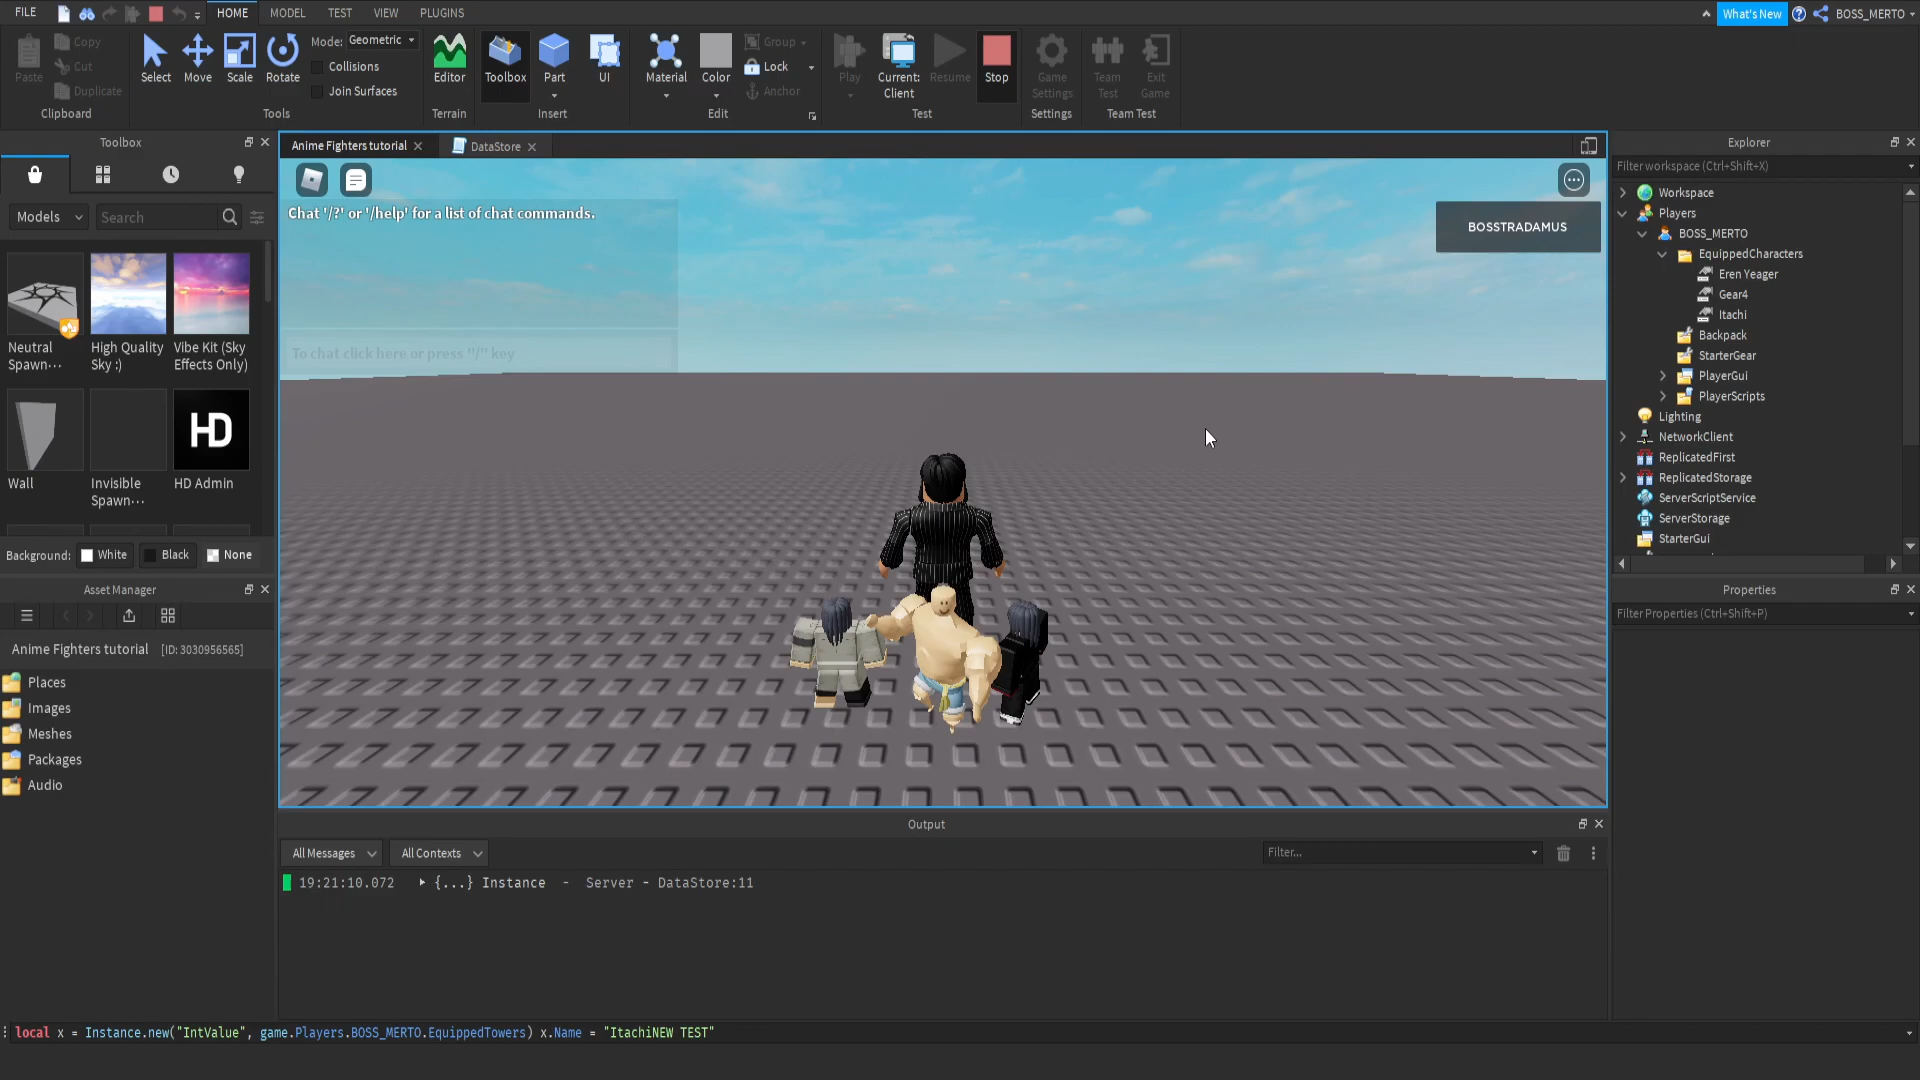 FILE
HOME
MODEL
TEST
VIEW
PLUGINS
What's New
BOSS_MERTO
Paste
Copy
Cut
Duplicate
Clipboard
Select
Move
Scale
Rotate
Mode: Geometric
Collisions
Join Surfaces
Tools
Editor
Terrain
Toolbox
Part
UI
Insert
Material
Color
Group
Lock
Anchor
Edit
Play
Current:
Client
Resume
Stop
Test
Game
Settings
Settings
Team
Test
Exit
Game
Team Test
Toolbox
Models
Search
Neutral
Spawn...
High Quality
Sky :)
Vibe Kit (Sky
Effects Only)
Wall
Invisible
Spawn...
HD
HD Admin
Background: White Black None
Asset Manager
Anime Fighters tutorial [ID: 3030956565]
Places
Images
Meshes
Packages
Audio
Anime Fighters tutorial
DataStore
Chat '/?' or '/help' for a list of chat commands.
To chat click here or press "/" key
BOSSTRADAMUS
Output
All Messages
All Contexts
Filter...
19:21:10.072 {...} Instance - Server - DataStore:11
Explorer
Filter workspace (Ctrl+Shift+X)
Workspace
Players
BOSS_MERTO
EquippedCharacters
Eren Yeager
Gear4
Itachi
Backpack
StarterGear
PlayerGui
PlayerScripts
Lighting
NetworkClient
ReplicatedFirst
ReplicatedStorage
ServerScriptService
ServerStorage
StarterGui
Properties
Filter Properties (Ctrl+Shift+P)
local x = Instance.new("IntValue", game.Players.BOSS_MERTO.EquippedTowers) x.Name = "ItachiNEW TEST"